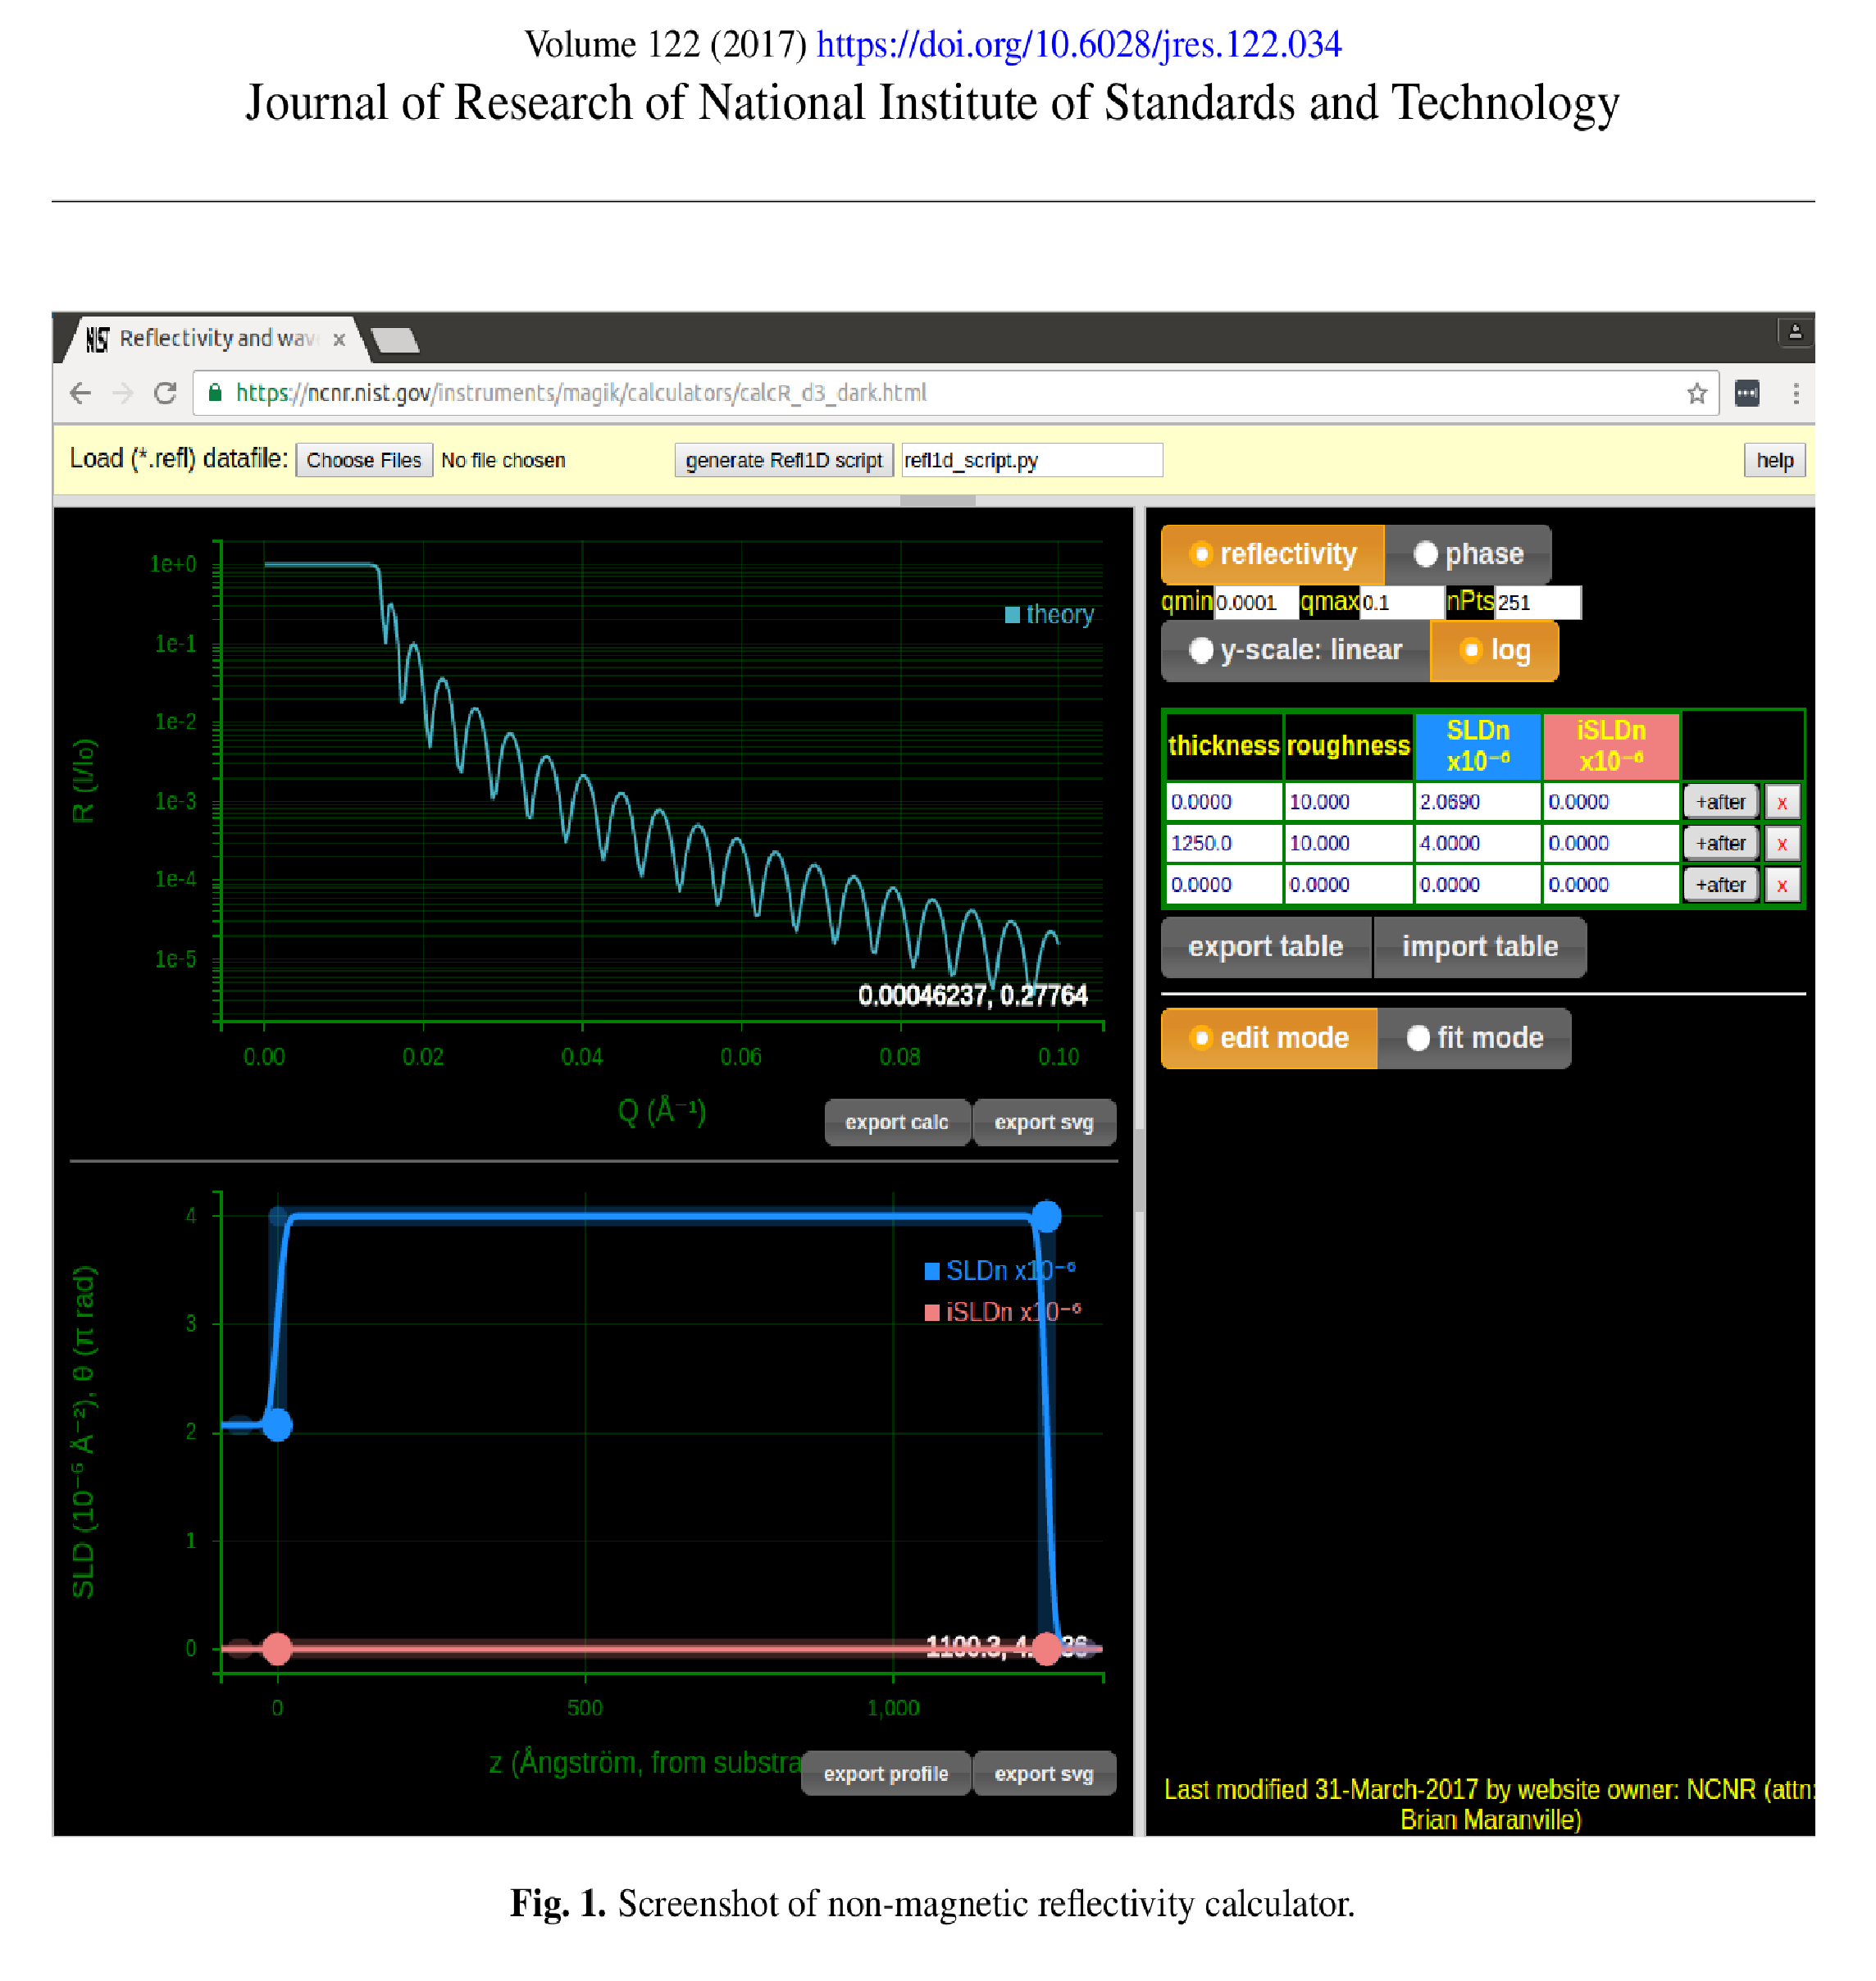 Volume 122 (2017) https://doi.org/10.6028/jres.122.034
Journal of Research of National Institute of Standards and Technology
NIST Reflectivity and wav x
https://ncnr.nist.gov/instruments/magik/calculators/calcR_d3_dark.html
Load (*.refl) datafile: Choose Files No file chosen generate Refl1D script refl1d_script.py help
1e+0
1e-1
1e-2
1e-3
1e-4
1e-5
R (I/Io)
theory
0.00046237, 0.27764
0.00 0.02 0.04 0.06 0.08 0.10
Q (Å⁻¹)
export calc export svg
4
3
2
1
0
SLD (10⁻⁶ Å⁻²), θ (π rad)
SLDn x10⁻⁶
iSLDn x10⁻⁶
1100.3, 4.
0 500 1,000
z (Ångström, from substra
export profile export svg
reflectivity phase
qmin 0.0001 qmax 0.1 nPts 251
y-scale: linear log
thickness roughness SLDn x10⁻⁶ iSLDn x10⁻⁶
0.0000 10.000 2.0690 0.0000 +after x
1250.0 10.000 4.0000 0.0000 +after x
0.0000 0.0000 0.0000 0.0000 +after x
export table import table
edit mode fit mode
Last modified 31-March-2017 by website owner: NCNR (attn:
Brian Maranville)
Fig. 1. Screenshot of non-magnetic reflectivity calculator.